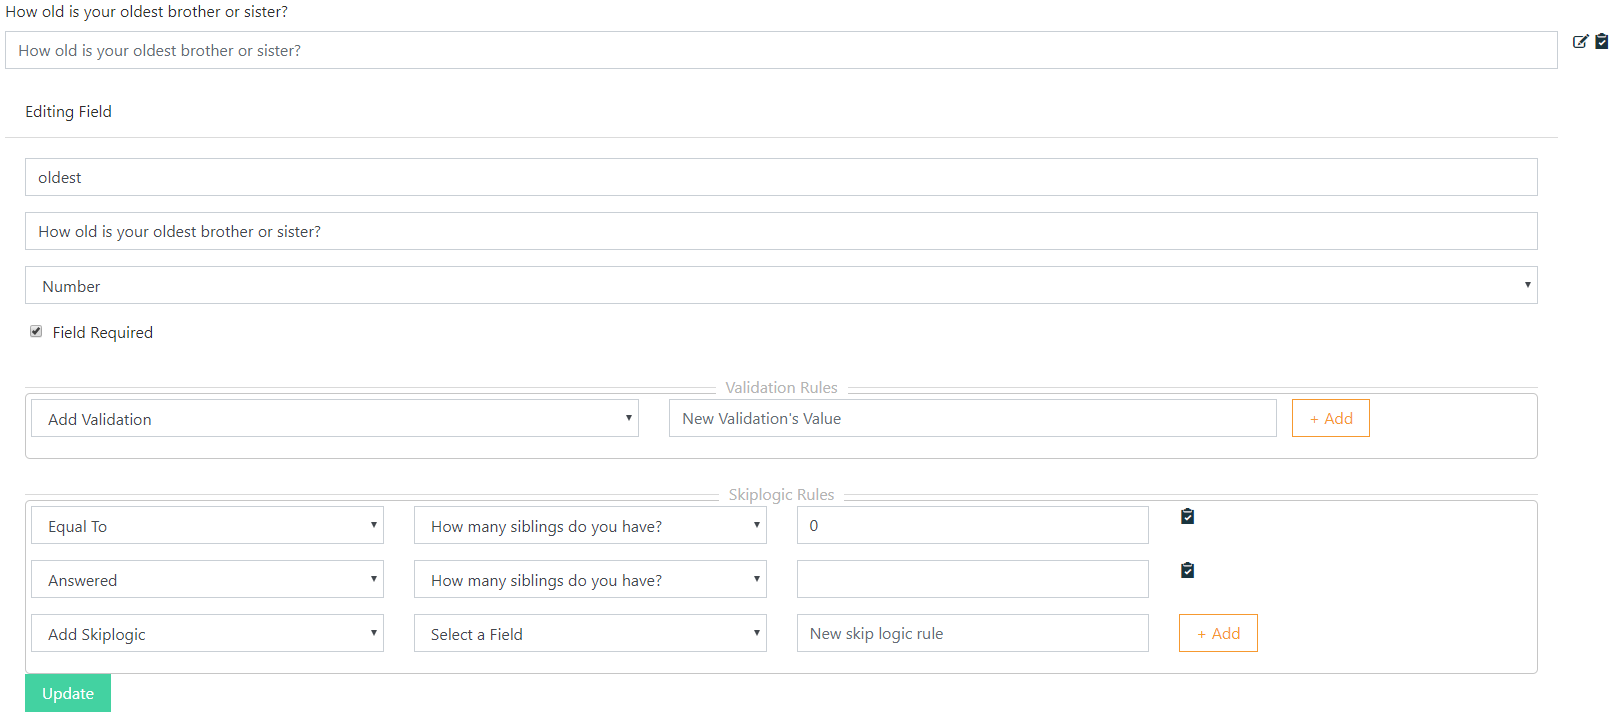 How old is your oldest brother or sister?
How old is your oldest brother or sister?
Editing Field
oldest
How old is your oldest brother or sister?
Number
Field Required
Validation Rules
Add Validation New Validation's Value + Add
Skiplogic Rules
Equal To How many siblings do you have? 0
Answered How many siblings do you have?
Add Skiplogic Select a Field New skip logic rule + Add
Update